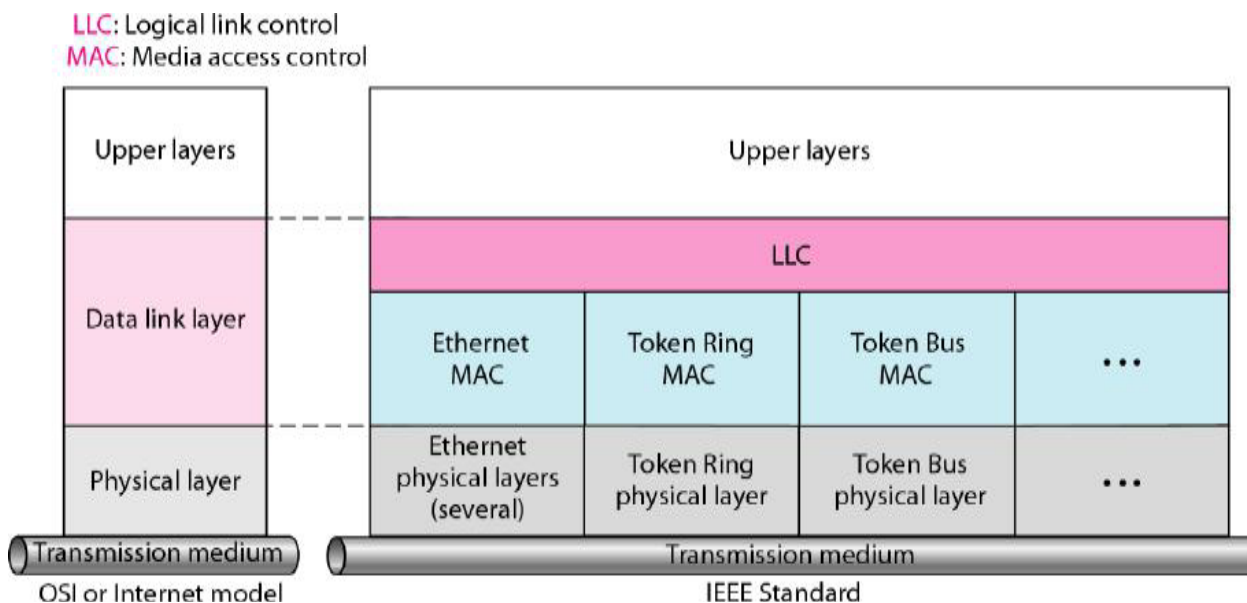 LLC: Logical link control
MAC: Media access control
Upper layers
Data link layer
Physical layer
Transmission medium
OSI or Internet model
Upper layers
LLC
Ethernet
MAC
Token Ring
MAC
Token Bus
MAC
...
Ethernet
physical layers
(several)
Token Ring
physical layer
Token Bus
physical layer
...
Transmission medium
IEEE Standard